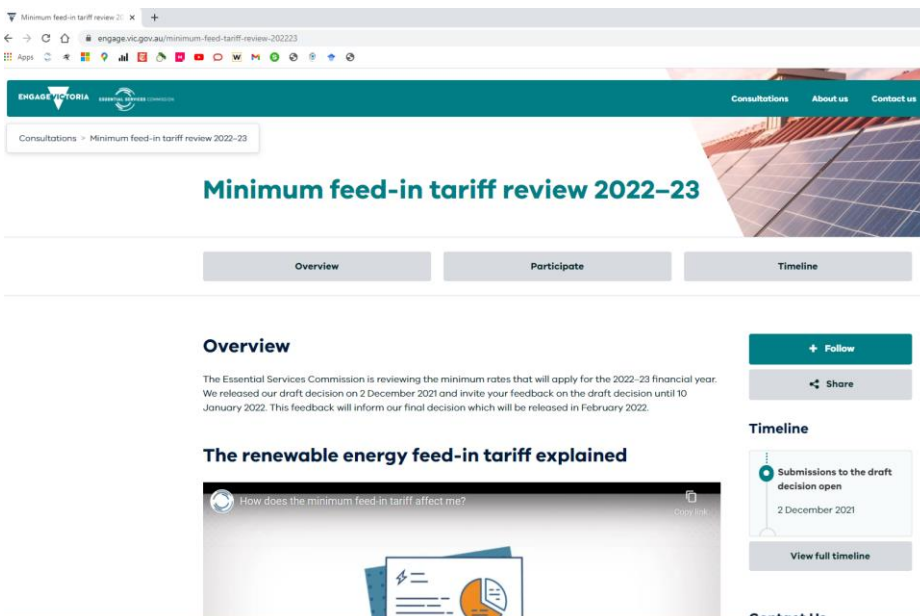 Minimum feed-in tariff review 20
engage.vic.gov.au/minimum-feed-tariff-review-202223
Apps
ENGAGE VICTORIA ESSENTIAL SERVICES COMMISSION
Consultations About us Contact us
Consultations > Minimum feed-in tariff review 2022–23
Minimum feed-in tariff review 2022–23
Overview Participate Timeline
Overview
The Essential Services Commission is reviewing the minimum rates that will apply for the 2022–23 financial year.
We released our draft decision on 2 December 2021 and invite your feedback on the draft decision until 10
January 2022. This feedback will inform our final decision which will be released in February 2022.
The renewable energy feed-in tariff explained
How does the minimum feed-in tariff affect me?
Copy link
+ Follow
Share
Timeline
Submissions to the draft
decision open
2 December 2021
View full timeline
Contact Us